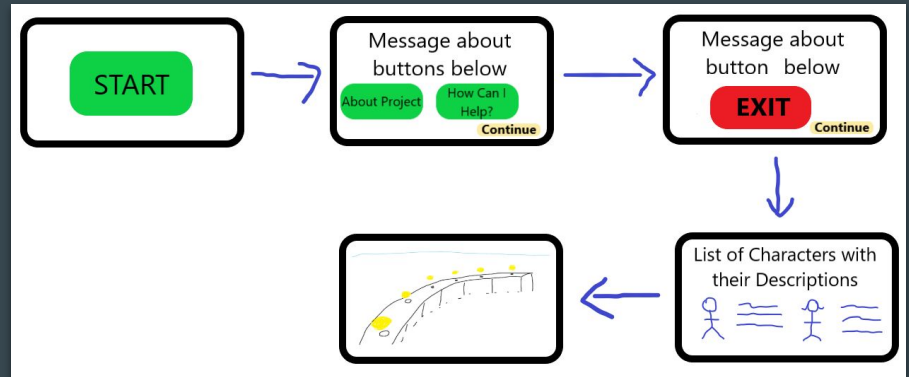 START
Message about
buttons below
About Project
How Can I
Help?
Continue
Message about
button below
EXIT
Continue
List of Characters with
their Descriptions